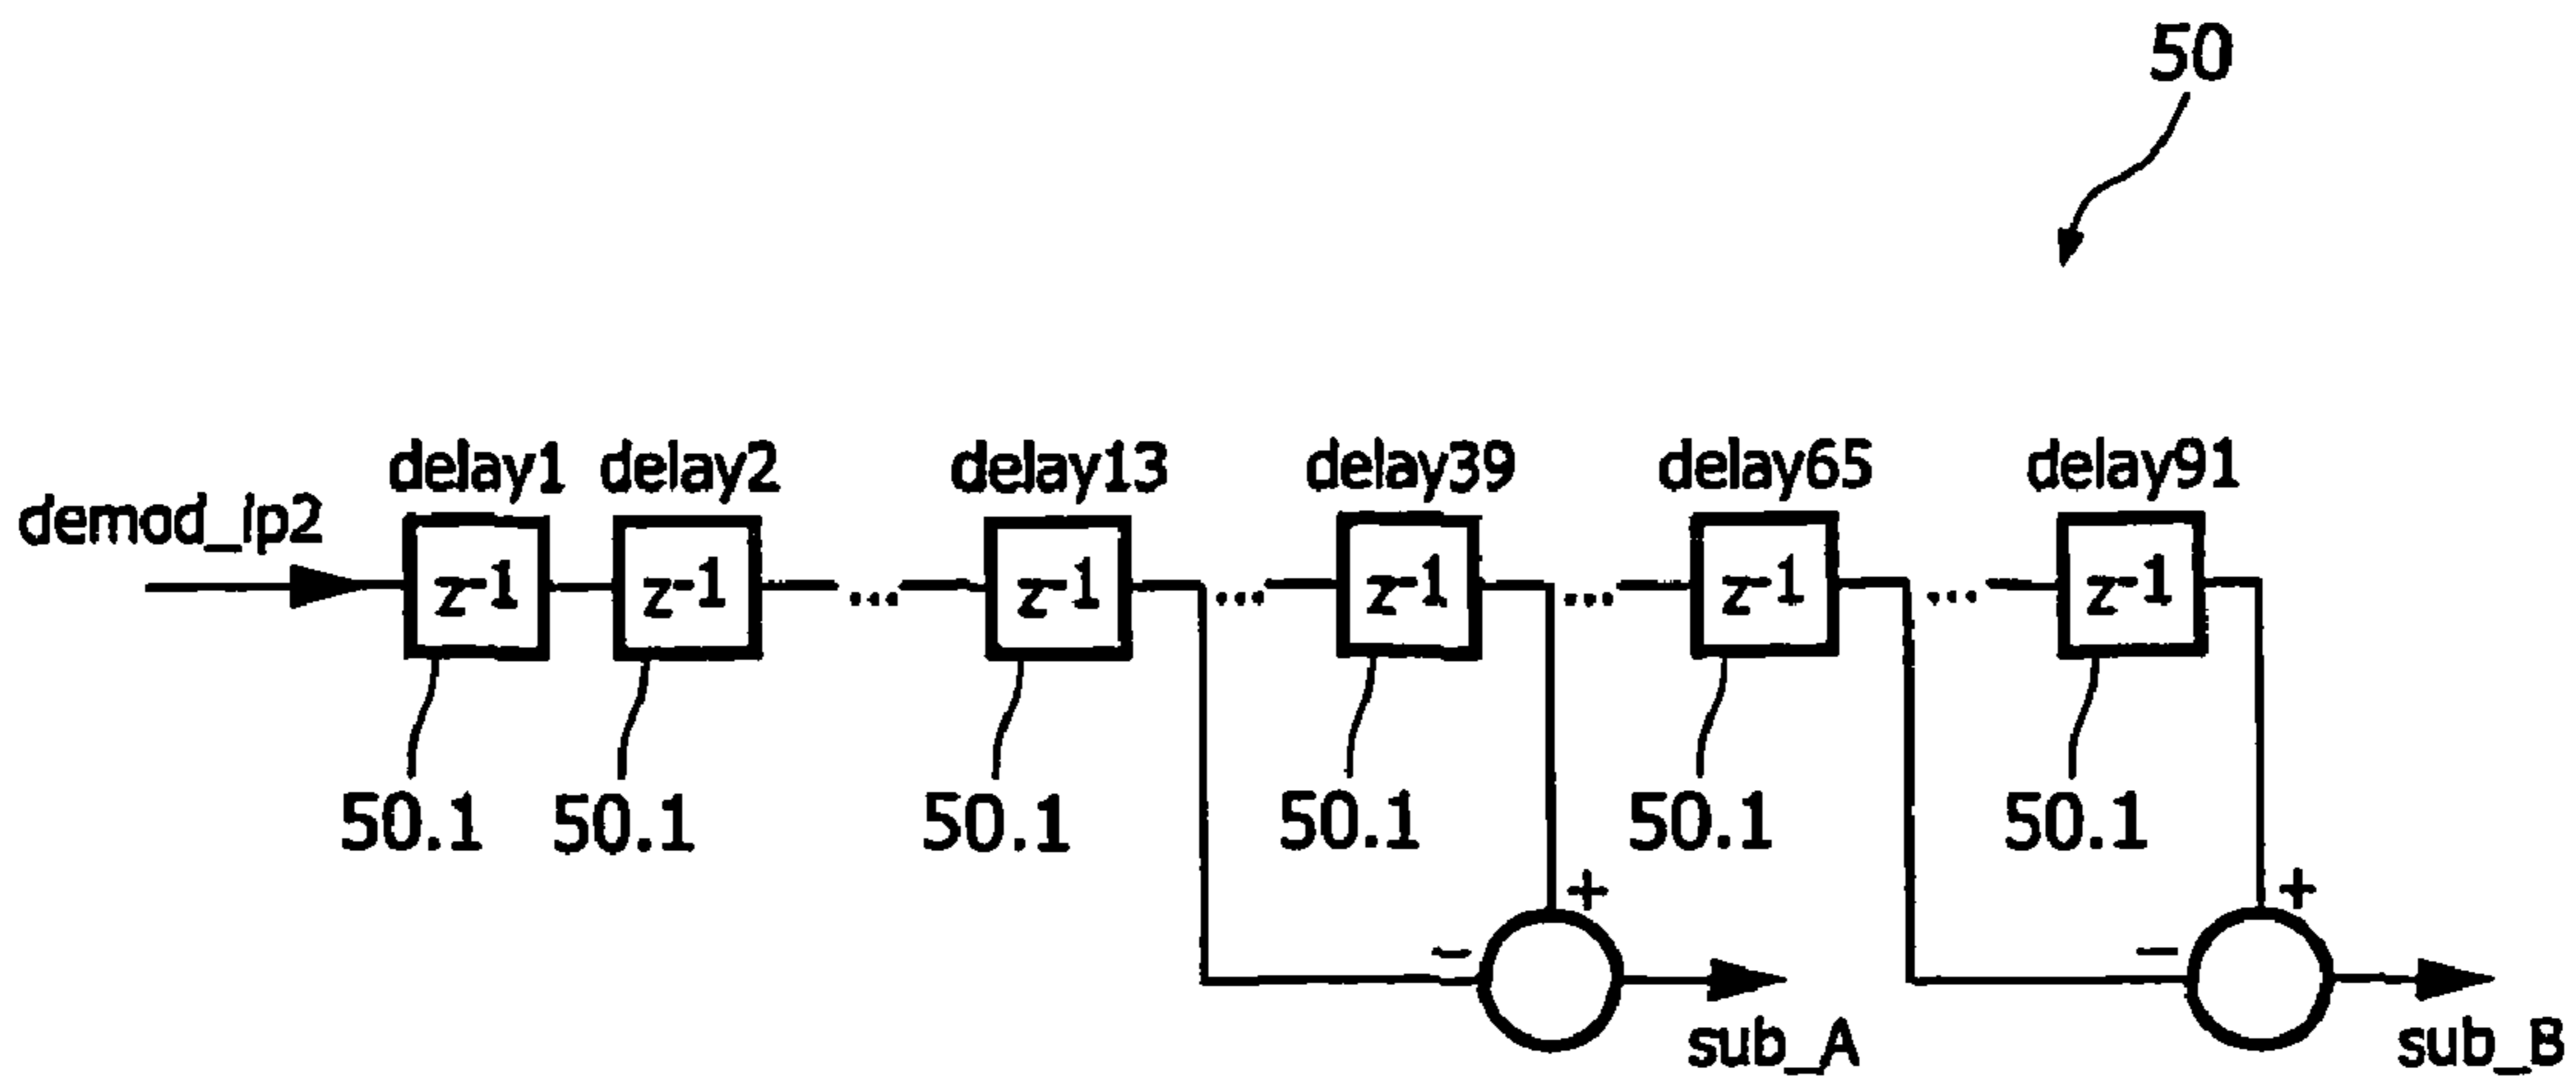 50
delay1 delay2 delay13 delay39 delay65 delay91
demod_ip2
z-1 z-1 ... z-1 ... z-1 ... z-1 ... z-1
50.1 50.1 50.1 50.1 50.1 50.1
+ +
− −
sub_A sub_B